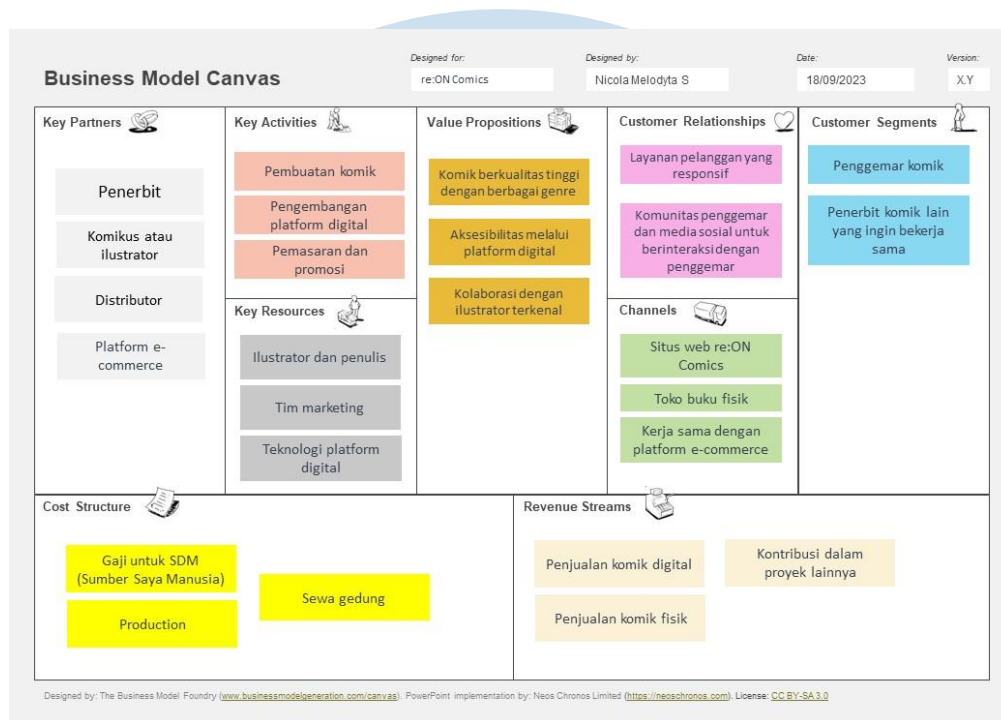 Designed for:
Designed by:
Date:
Version:
Business Model Canvas
re:ON Comics
Nicola Melodyta S
18/09/2023
X.Y
Key Partners
Penerbit
Komikus atau
ilustrator
Distributor
Platform e-
commerce
Key Activities
Pembuatan komik
Pengembangan
platform digital
Pemasaran dan
promosi
Key Resources
Ilustrator dan penulis
Tim marketing
Teknologi platform
digital
Value Propositions
Komik berkualitas tinggi
dengan berbagai genre
Aksesibilitas melalui
platform digital
Kolaborasi dengan
ilustrator terkenal
Customer Relationships
Layanan pelanggan yang
responsif
Komunitas penggemar
dan media sosial untuk
berinteraksi dengan
penggemar
Channels
Situs web re:ON
Comics
Toko buku fisik
Kerja sama dengan
platform e-commerce
Customer Segments
Penggemar komik
Penerbit komik lain
yang ingin bekerja
sama
Cost Structure
Gaji untuk SDM
(Sumber Saya Manusia)
Production
Sewa gedung
Revenue Streams
Penjualan komik digital
Penjualan komik fisik
Kontribusi dalam
proyek lainnya
Designed by: The Business Model Foundry (www.businessmodelgeneration.com/canvas). PowerPoint implementation by: Neos Chronos Limited (https://neoschronos.com). License: CC BY-SA 3.0